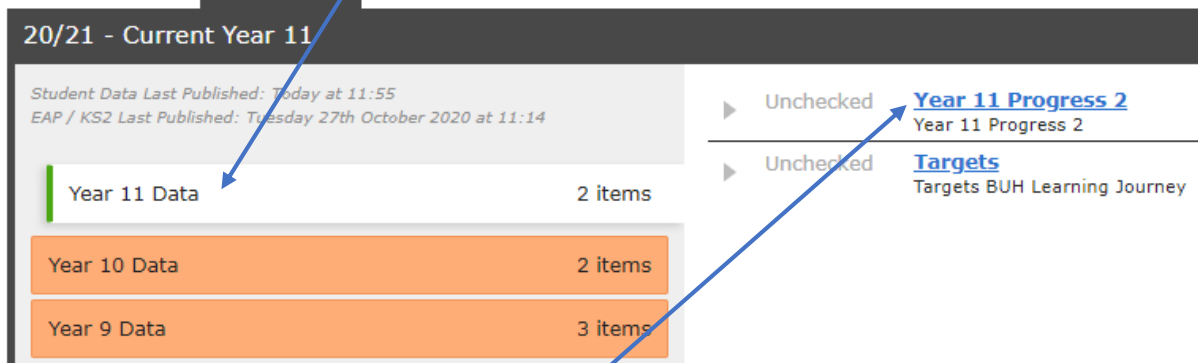 20/21 - Current Year 11
Student Data Last Published: Today at 11:55
EAP / KS2 Last Published: Tuesday 27th October 2020 at 11:14
Year 11 Data 2 items
Year 10 Data 2 items
Year 9 Data 3 items
Unchecked Year 11 Progress 2
Year 11 Progress 2
Unchecked Targets
Targets BUH Learning Journey